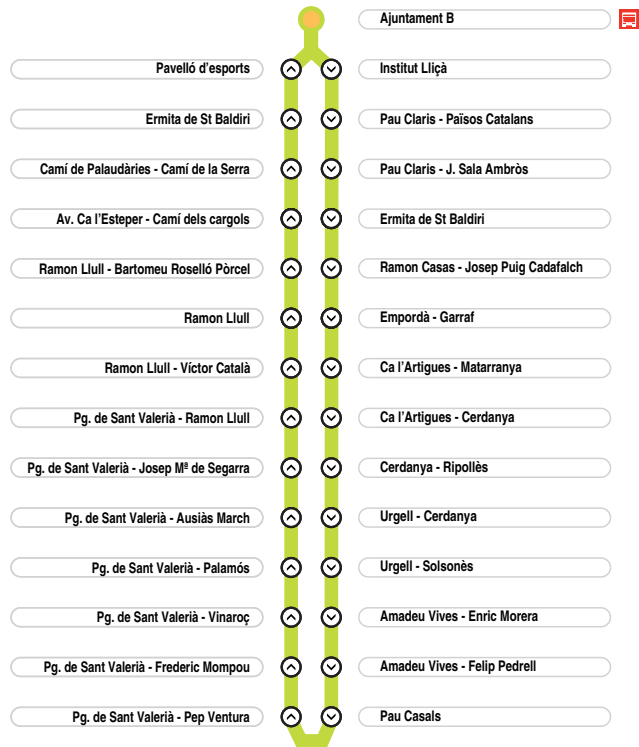 Ajuntament B
Pavelló d'esports
Institut Lliçà
Ermita de St Baldiri
Pau Claris - Països Catalans
Camí de Palaudàries - Camí de la Serra
Pau Claris - J. Sala Ambròs
Av. Ca l'Esteper - Camí dels cargols
Ermita de St Baldiri
Ramon Llull - Bartomeu Roselló Pòrcel
Ramon Casas - Josep Puig Cadafalch
Ramon Llull
Empordà - Garraf
Ramon Llull - Víctor Català
Ca l'Artigues - Matarranya
Pg. de Sant Valerià - Ramon Llull
Ca l'Artigues - Cerdanya
Pg. de Sant Valerià - Josep Mª de Segarra
Cerdanya - Ripollès
Pg. de Sant Valerià - Ausiàs March
Urgell - Cerdanya
Pg. de Sant Valerià - Palamós
Urgell - Solsonès
Pg. de Sant Valerià - Vinaroç
Amadeu Vives - Enric Morera
Pg. de Sant Valerià - Frederic Mompou
Amadeu Vives - Felip Pedrell
Pg. de Sant Valerià - Pep Ventura
Pau Casals